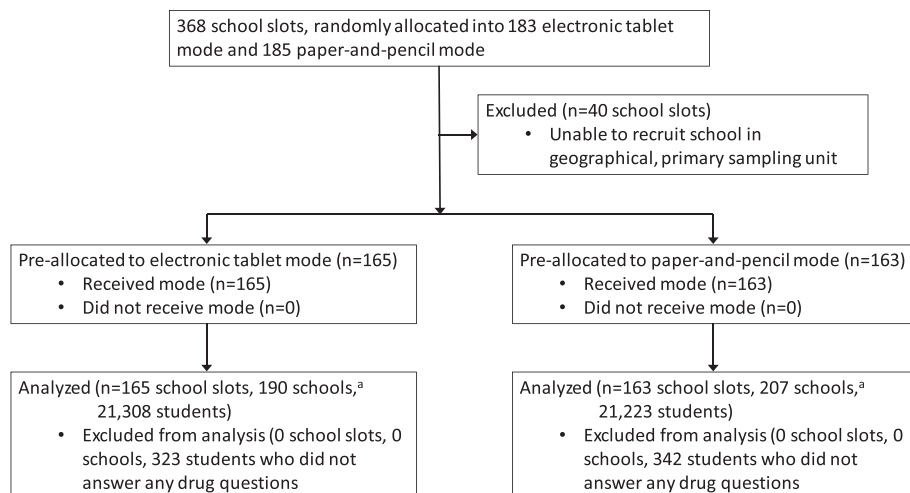 368 school slots, randomly allocated into 183 electronic tablet
mode and 185 paper-and-pencil mode
Excluded (n=40 school slots)
• Unable to recruit school in
geographical, primary sampling unit
Pre-allocated to electronic tablet mode (n=165)
• Received mode (n=165)
• Did not receive mode (n=0)
Pre-allocated to paper-and-pencil mode (n=163)
• Received mode (n=163)
• Did not receive mode (n=0)
Analyzed (n=165 school slots, 190 schools,ᵃ
21,308 students)
• Excluded from analysis (0 school slots, 0
schools, 323 students who did not
answer any drug questions
Analyzed (n=163 school slots, 207 schools,ᵃ
21,223 students)
• Excluded from analysis (0 school slots, 0
schools, 342 students who did not
answer any drug questions